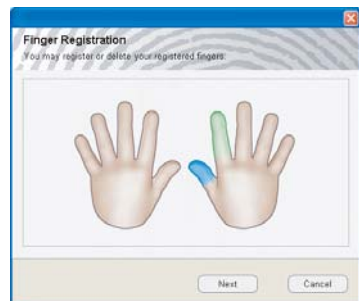 Finger Registration
You may register or delete your registered fingers.
Next
Cancel